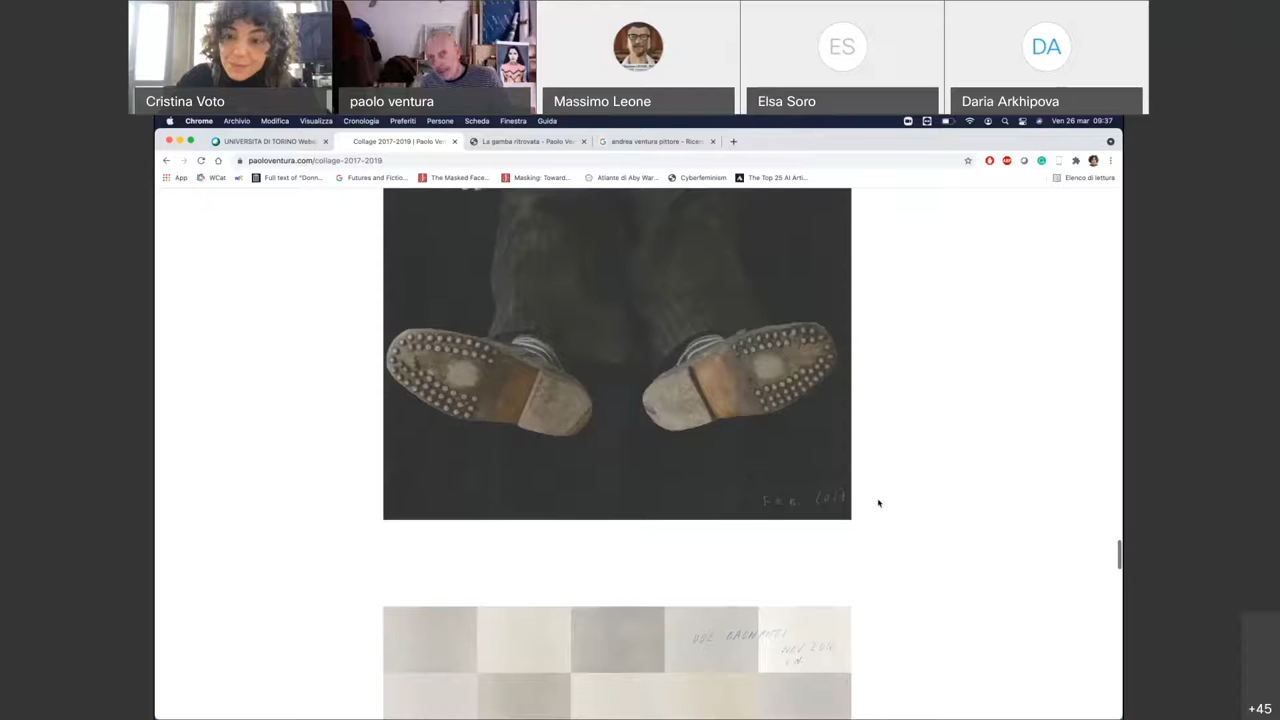 ES
DA
Cristina Voto
paolo ventura
Massimo Leone
Elsa Soro
Daria Arkhipova
Chrome Archivio Modifica Visualizza Cronologia Preferiti Persone Scheda Finestra Guida
Ven 26 mar 09:37
UNIVERSITA DI TORINO Webe
Collage 2017-2019 | Paolo Ven
La gamba ritrovata - Paolo Ve
andrea ventura pittore - Ricer
paoloventura.com/collage-2017-2019
App
WCat
Full text of "Donn...
Futures and Fictio...
The Masked Face...
Masking: Toward...
Atlante di Aby War...
Cyberfeminism
The Top 25 AI Arti...
Elenco di lettura
+45